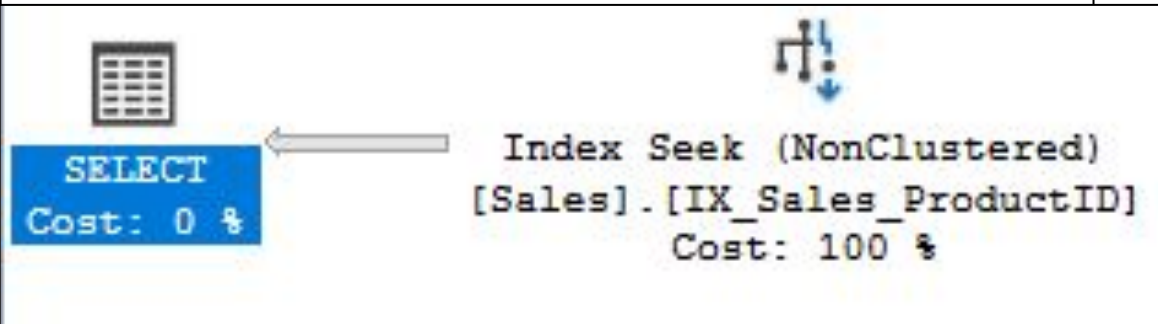 SELECT
Cost: 0 %
Index Seek (NonClustered)
[Sales].[IX_Sales_ProductID]
Cost: 100 %